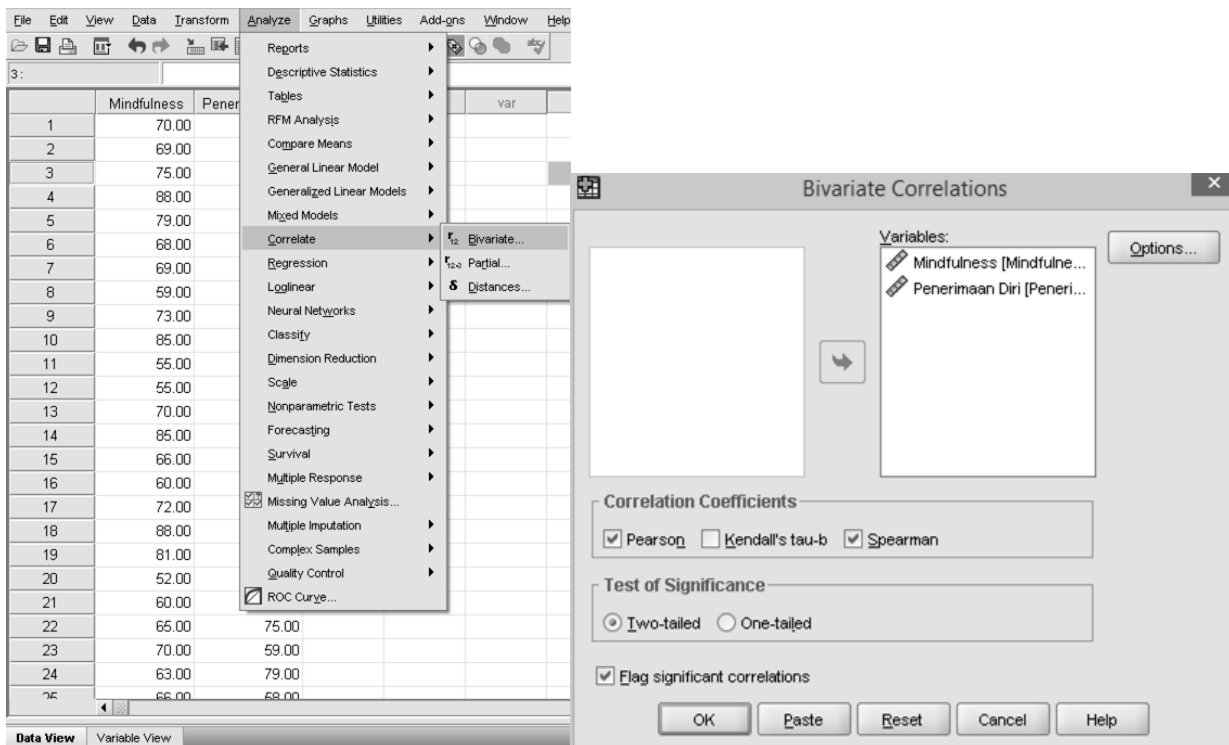 File Edit View Data Transform Analyze Graphs Utilities Add-ons Window Help
3:
Mindfulness Pener var
1 70.00
2 69.00
3 75.00
4 88.00
5 79.00
6 68.00
7 69.00
8 59.00
9 73.00
10 85.00
11 55.00
12 55.00
13 70.00
14 85.00
15 66.00
16 60.00
17 72.00
18 88.00
19 81.00
20 52.00
21 60.00
22 65.00 75.00
23 70.00 59.00
24 63.00 79.00
25 66.00 68.00
Data View Variable View
Reports
Descriptive Statistics
Tables
RFM Analysis
Compare Means
General Linear Model
Generalized Linear Models
Mixed Models
Correlate
Regression
Loglinear
Neural Networks
Classify
Dimension Reduction
Scale
Nonparametric Tests
Forecasting
Survival
Multiple Response
Missing Value Analysis...
Multiple Imputation
Complex Samples
Quality Control
ROC Curve...
r12 Bivariate...
r12·3 Partial...
δ Distances...
Bivariate Correlations
Variables:
Mindfulness [Mindfulne...
Penerimaan Diri [Peneri...
Options...
Correlation Coefficients
Pearson Kendall's tau-b Spearman
Test of Significance
Two-tailed One-tailed
Flag significant correlations
OK Paste Reset Cancel Help